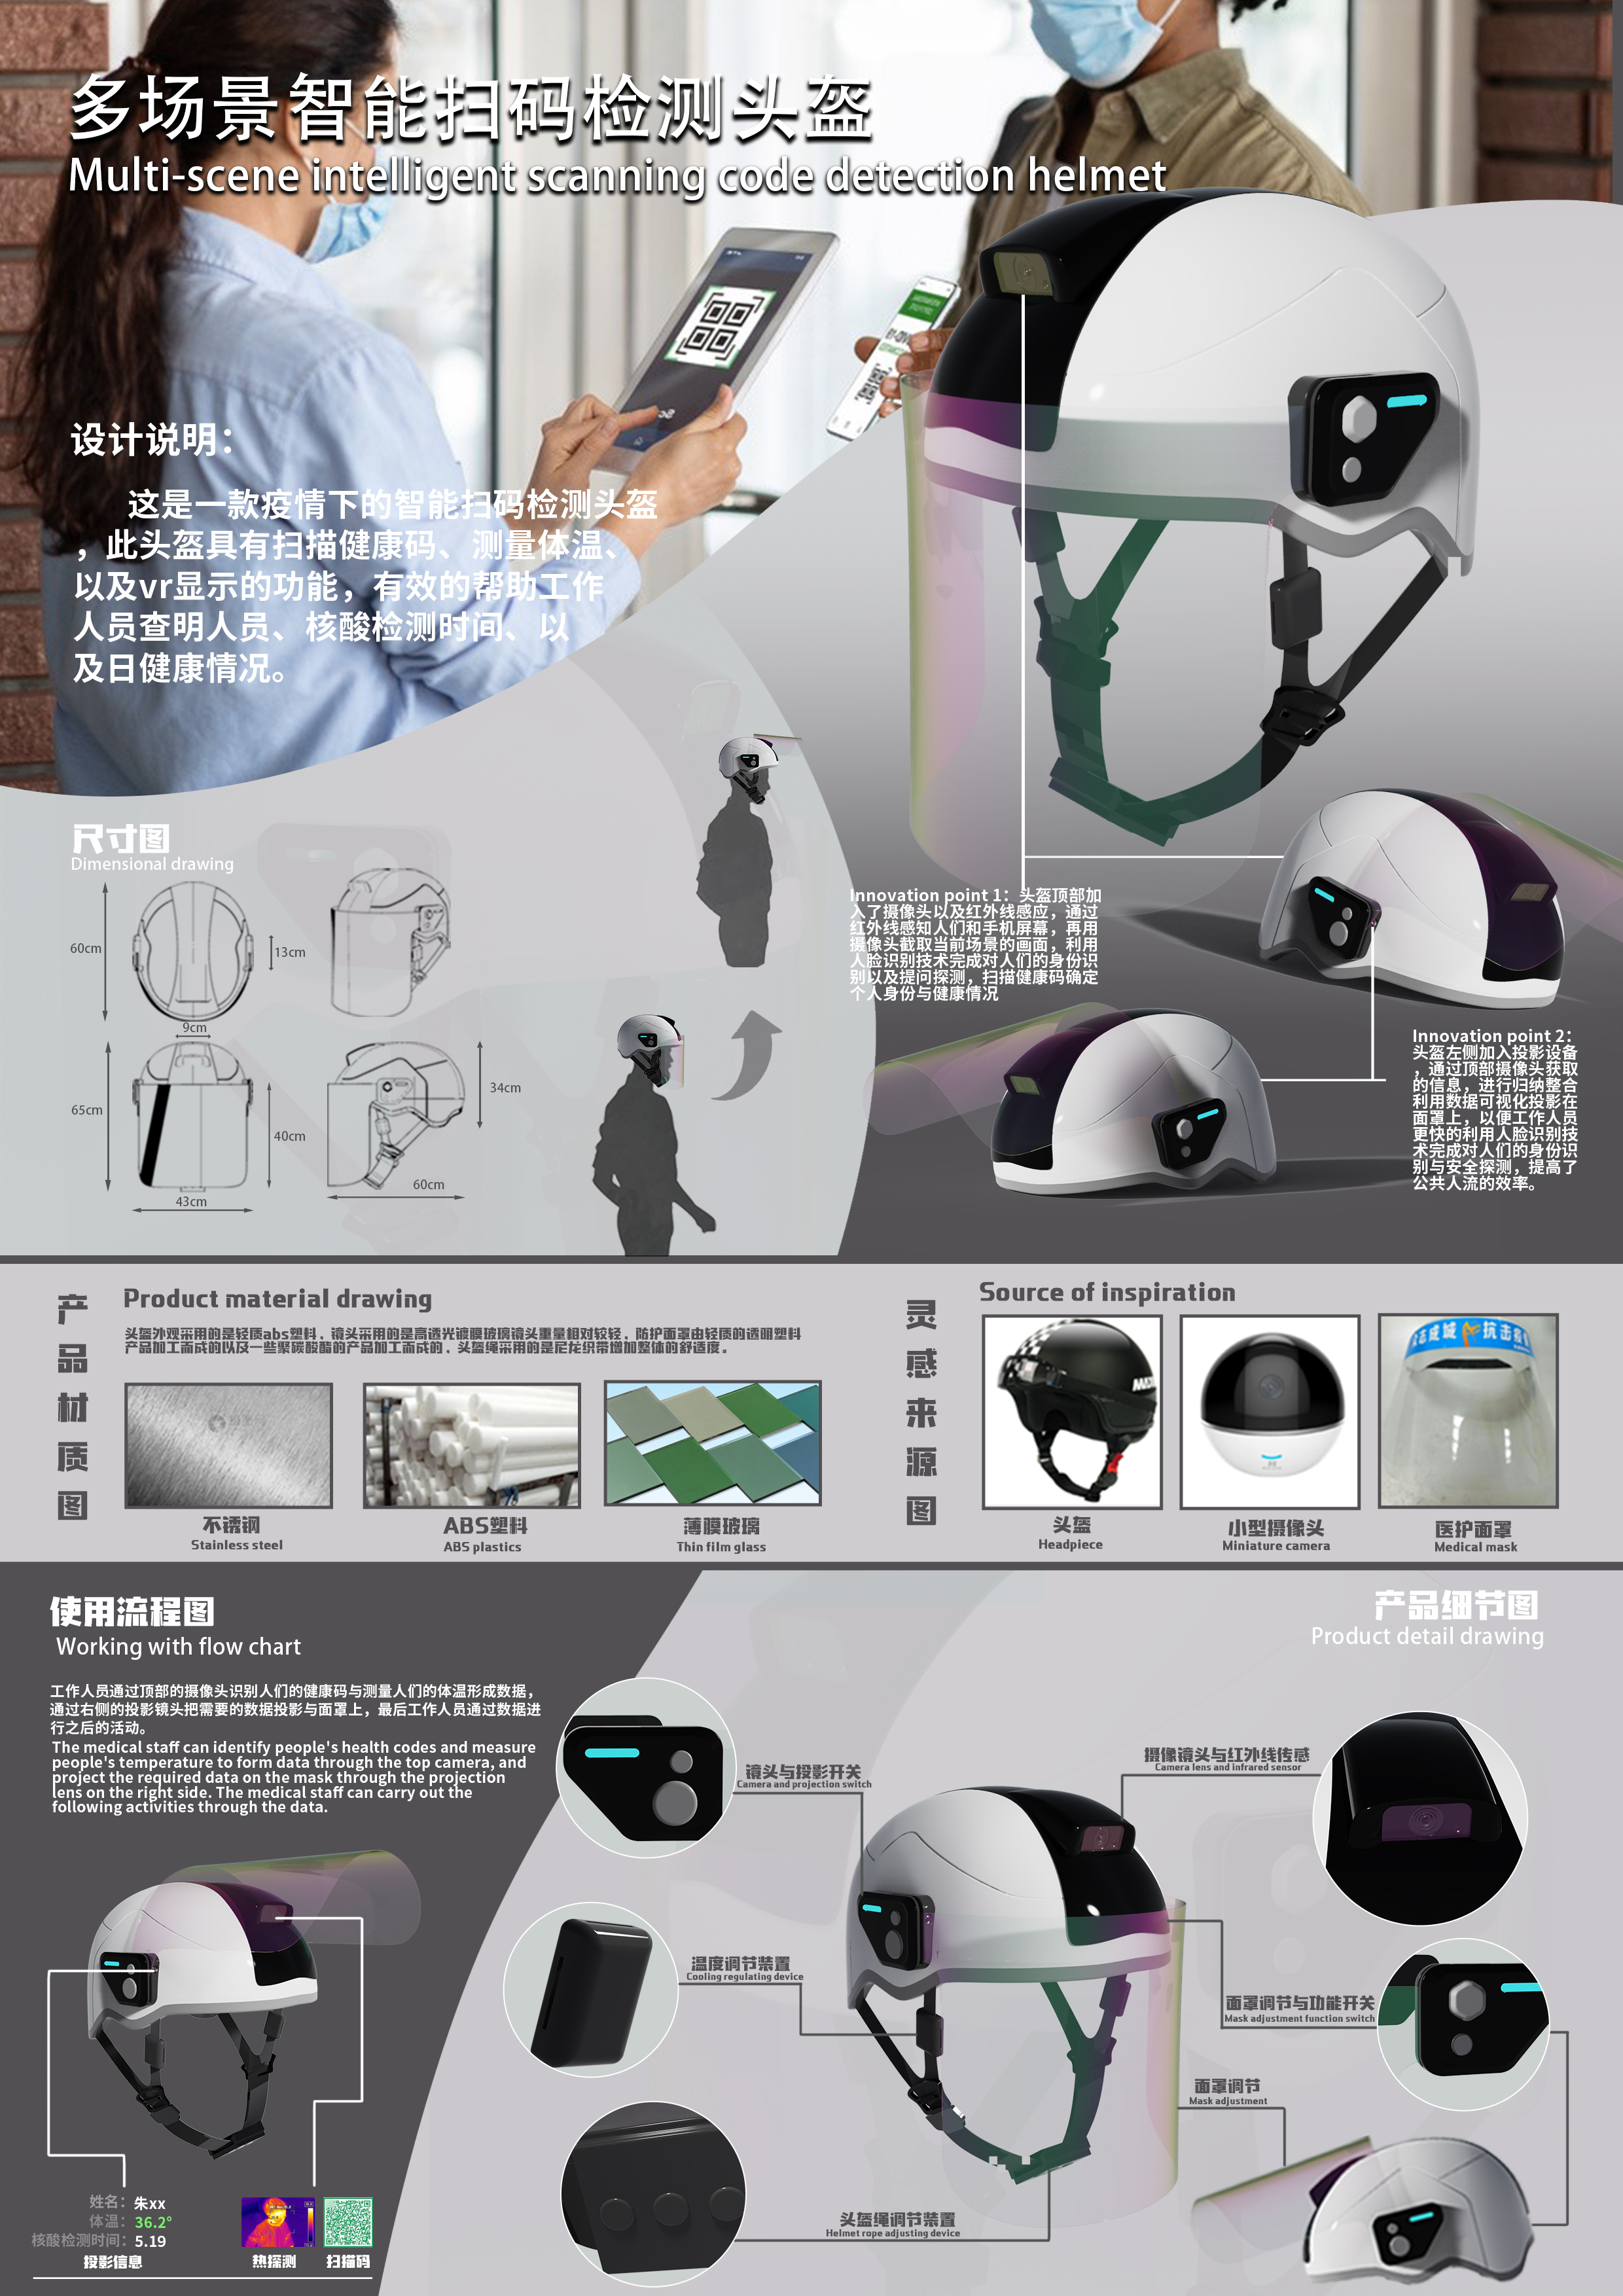 多场景智能扫码检测头盔
Multi-scene intelligent scanning code detection helmet
设计说明：
这是一款疫情下的智能扫码检测头盔
，此头盔具有扫描健康码、测量体温、
以及vr显示的功能，有效的帮助工作
人员查明人员、核酸检测时间、以
及日健康情况。
尺寸图
Dimensional drawing
60cm
13cm
9cm
65cm
40cm
43cm
34cm
60cm
Innovation point 1：头盔顶部加
入了摄像头以及红外线感应，通过
红外线感知人们和手机屏幕，再用
摄像头截取当前场景的画面，利用
人脸识别技术完成对人们的身份识
别以及提问探测，扫描健康码确定
个人身份与健康情况
Innovation point 2：
头盔左侧加入投影设备
，通过顶部摄像头获取
的信息，进行归纳整合
利用数据可视化投影在
面罩上，以便工作人员
更快的利用人脸识别技
术完成对人们的身份识
别与安全探测，提高了
公共人流的效率。
产品材质图
Product material drawing
头盔外观采用的是轻质abs塑料，镜头采用的是高透光镀膜玻璃镜头重量相对较轻，防护面罩由轻质的透明塑料
产品加工而成的以及一些聚碳酸酯的产品加工而成的，头盔绳采用的是尼龙织带增加整体的舒适度。
不锈钢
Stainless steel
ABS塑料
ABS plastics
薄膜玻璃
Thin film glass
灵感来源图
Source of inspiration
众志成城 抗击疫
头盔
Headpiece
小型摄像头
Miniature camera
医护面罩
Medical mask
使用流程图
Working with flow chart
工作人员通过顶部的摄像头识别人们的健康码与测量人们的体温形成数据，
通过右侧的投影镜头把需要的数据投影与面罩上，最后工作人员通过数据进
行之后的活动。
The medical staff can identify people's health codes and measure
people's temperature to form data through the top camera, and
project the required data on the mask through the projection
lens on the right side. The medical staff can carry out the
following activities through the data.
姓名：朱xx
体温：36.2°
核酸检测时间：5.19
投影信息
热探测
扫描码
产品细节图
Product detail drawing
镜头与投影开关
Camera and projection switch
摄像镜头与红外线传感
Camera lens and infrared sensor
温度调节装置
Cooling regulating device
面罩调节与功能开关
Mask adjustment function switch
面罩调节
Mask adjustment
头盔绳调节装置
Helmet rope adjusting device